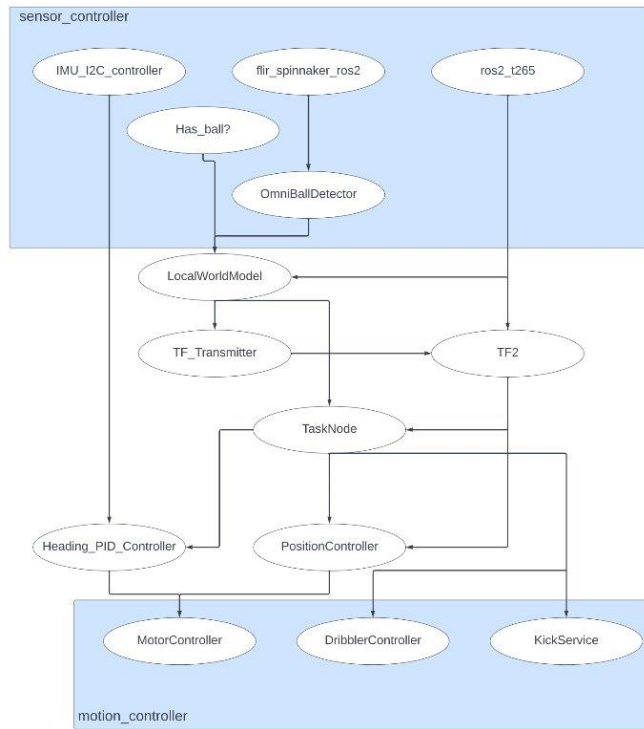 sensor_controller
IMU_I2C_controller
flir_spinnaker_ros2
ros2_t265
Has_ball?
OmniBallDetector
LocalWorldModel
TF_Transmitter
TF2
TaskNode
Heading_PID_Controller
PositionController
MotorController
DribblerController
KickService
motion_controller